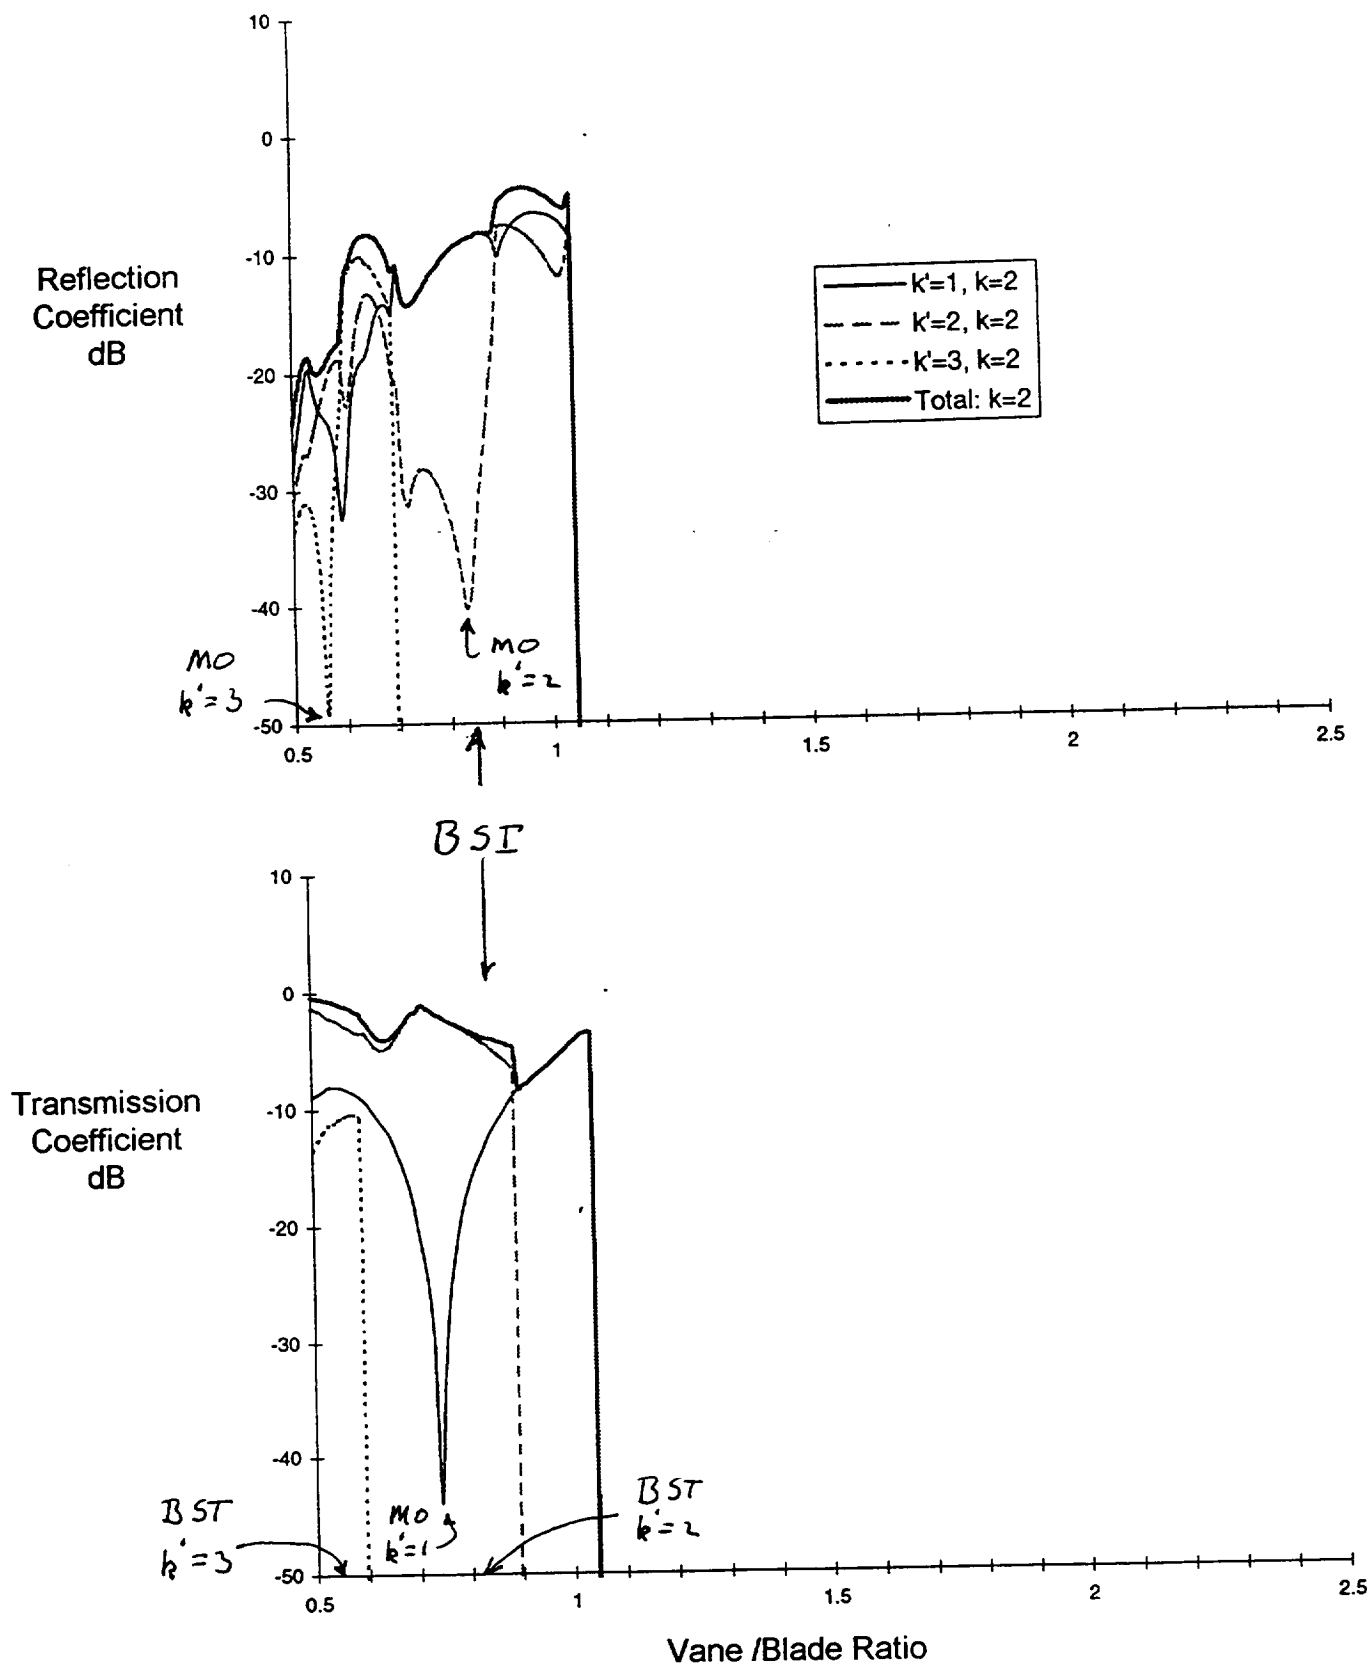 10
0
-10
-20
-30
-40
-50
Reflection
Coefficient
dB
k'=1, k=2
k'=2, k=2
k'=3, k=2
Total: k=2
MO
k'=3
MO
k'=2
0.5
1
1.5
2
2.5
BSI
10
0
-10
-20
-30
-40
-50
Transmission
Coefficient
dB
BST
k'=3
MO
k'=1
BST
k'=2
0.5
1
1.5
2
2.5
Vane /Blade Ratio